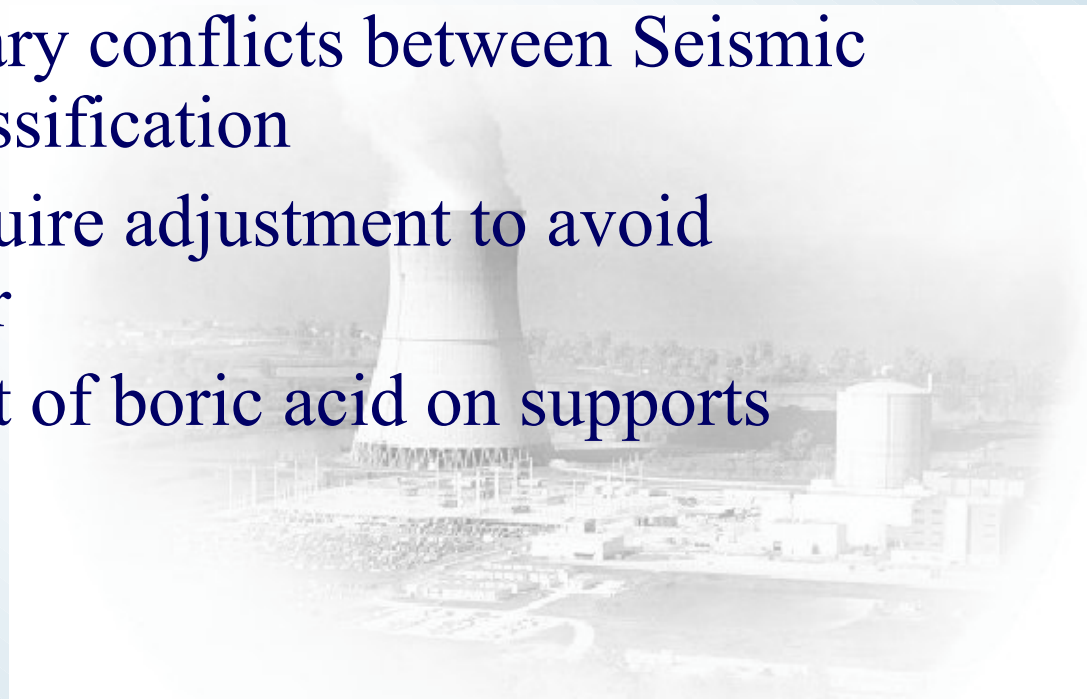 ary conflicts between Seismic
ssification
uire adjustment to avoid
r
t of boric acid on supports